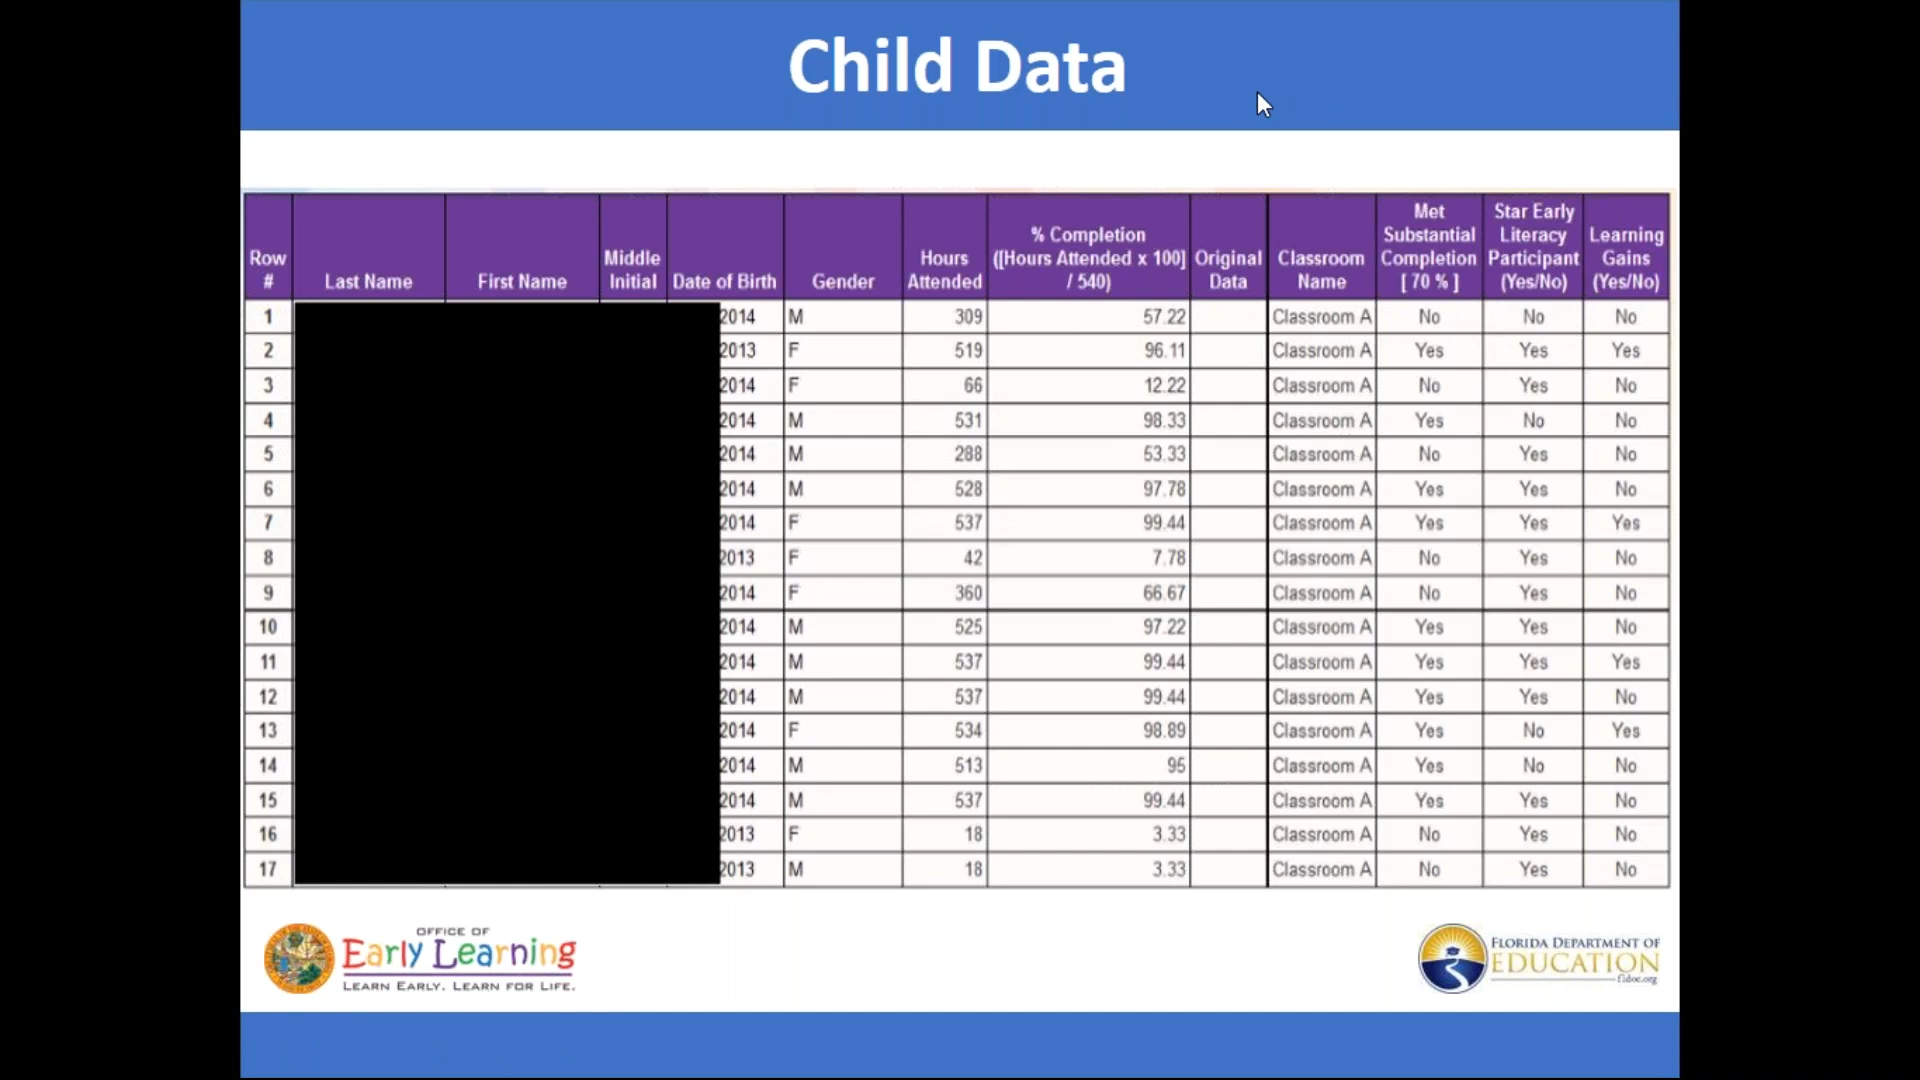 Child Data
Row # Last Name First Name Middle Initial Date of Birth Gender Hours Attended % Completion ([Hours Attended x 100] / 540) Original Data Classroom Name Met Substantial Completion [ 70 % ] Star Early Literacy Participant (Yes/No) Learning Gains (Yes/No)
1 2014 M 309 57.22 Classroom A No No No
2 2013 F 519 96.11 Classroom A Yes Yes Yes
3 2014 F 66 12.22 Classroom A No Yes No
4 2014 M 531 98.33 Classroom A Yes No No
5 2014 M 288 53.33 Classroom A No Yes No
6 2014 M 528 97.78 Classroom A Yes Yes No
7 2014 F 537 99.44 Classroom A Yes Yes Yes
8 2013 F 42 7.78 Classroom A No Yes No
9 2014 F 360 66.67 Classroom A No Yes No
10 2014 M 525 97.22 Classroom A Yes Yes No
11 2014 M 537 99.44 Classroom A Yes Yes Yes
12 2014 M 537 99.44 Classroom A Yes Yes No
13 2014 F 534 98.89 Classroom A Yes No Yes
14 2014 M 513 95 Classroom A Yes No No
15 2014 M 537 99.44 Classroom A Yes Yes No
16 2013 F 18 3.33 Classroom A No Yes No
17 2013 M 18 3.33 Classroom A No Yes No
OFFICE OF
Early Learning
LEARN EARLY. LEARN FOR LIFE.
FLORIDA DEPARTMENT OF
EDUCATION
fldoe.org